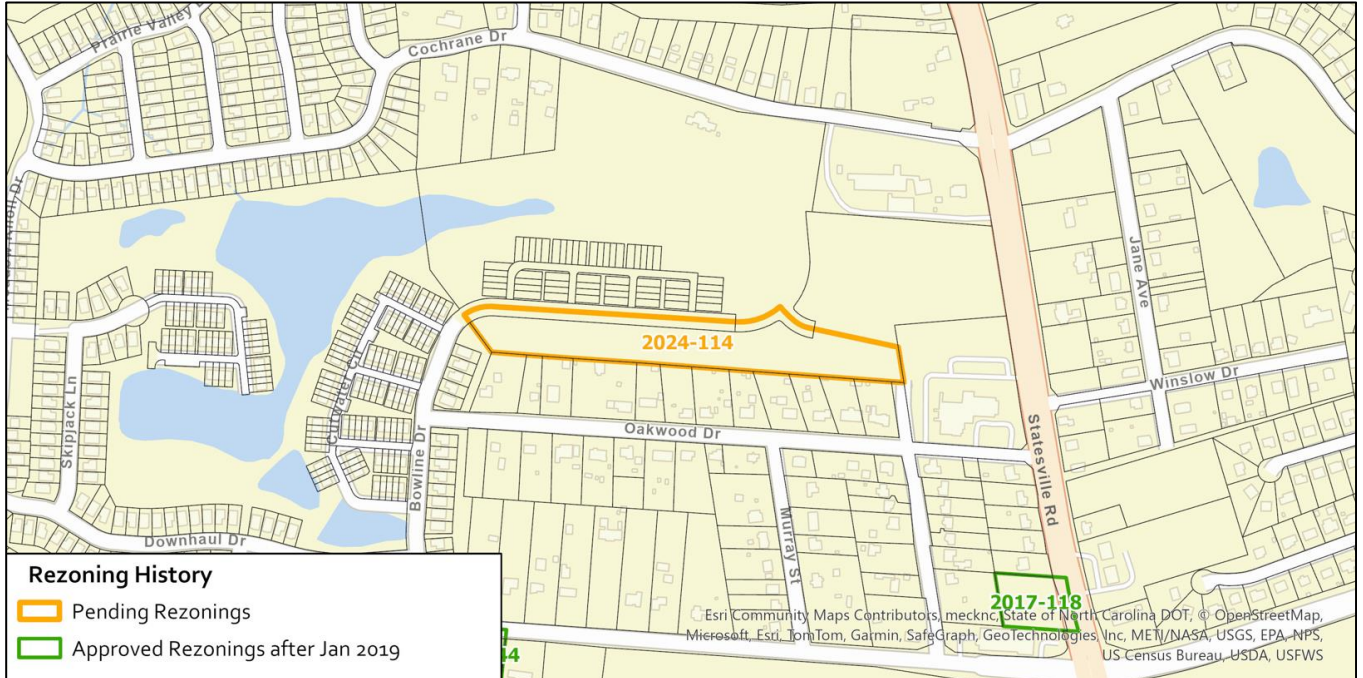 Prairie Valley
Cochrane Dr
Jane Ave
2024-114
Winslow Dr
Skipjack Ln
Cutwater Cir
Bowline Dr
Oakwood Dr
Statesville Rd
Murray St
Downhaul Dr
2017-118
Rezoning History
Pending Rezonings
Approved Rezonings after Jan 2019
Esri Community Maps Contributors, mecknc, State of North Carolina DOT, © OpenStreetMap,
Microsoft, Esri, TomTom, Garmin, SafeGraph, GeoTechnologies, Inc, METI/NASA, USGS, EPA, NPS,
US Census Bureau, USDA, USFWS